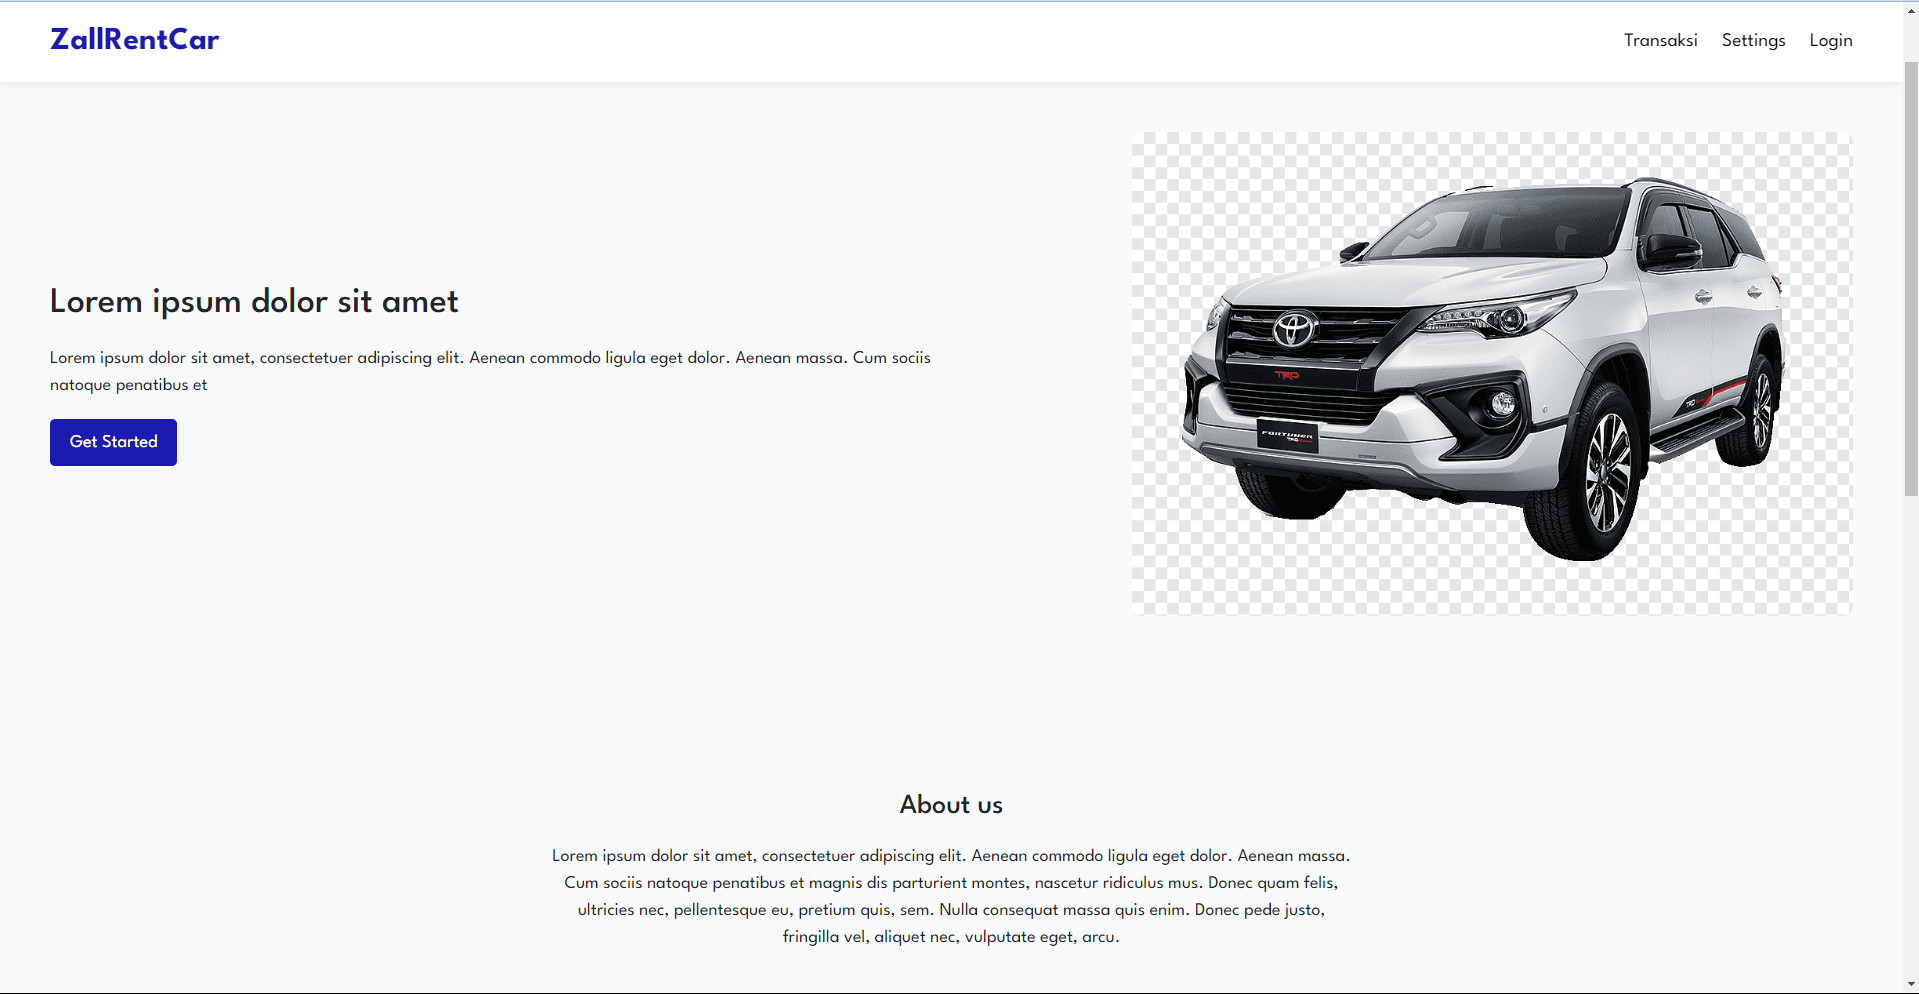 ZallRentCar
Transaksi Settings Login
Lorem ipsum dolor sit amet
Lorem ipsum dolor sit amet, consectetuer adipiscing elit. Aenean commodo ligula eget dolor. Aenean massa. Cum sociis
natoque penatibus et
Get Started
TRD
FORTUNER
TRD
TRD
About us
Lorem ipsum dolor sit amet, consectetuer adipiscing elit. Aenean commodo ligula eget dolor. Aenean massa.
Cum sociis natoque penatibus et magnis dis parturient montes, nascetur ridiculus mus. Donec quam felis,
ultricies nec, pellentesque eu, pretium quis, sem. Nulla consequat massa quis enim. Donec pede justo,
fringilla vel, aliquet nec, vulputate eget, arcu.